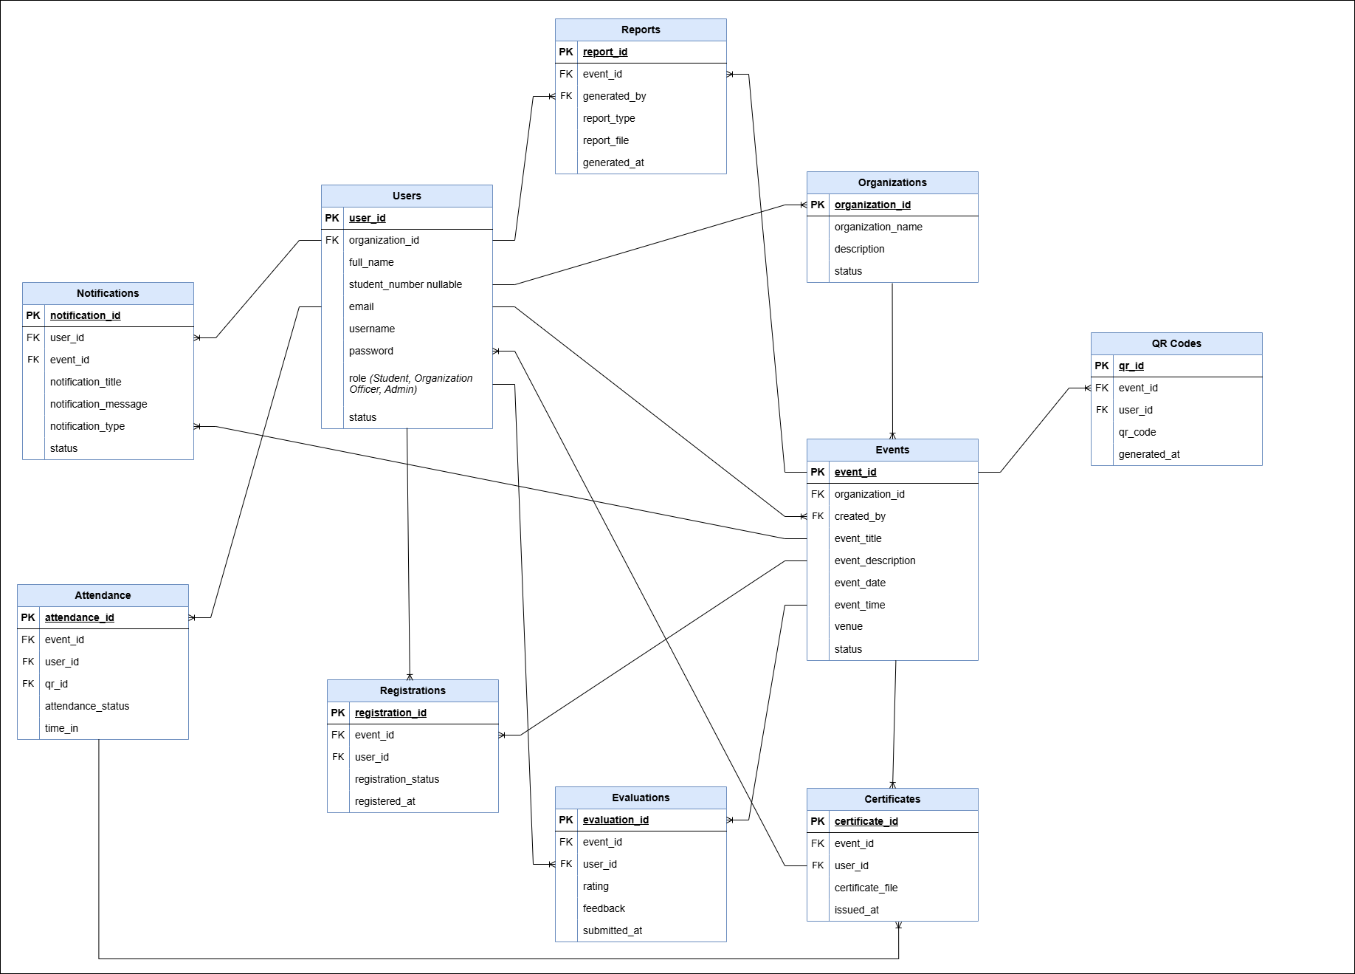 Reports
PK report_id
FK event_id
FK generated_by
report_type
report_file
generated_at
Organizations
PK organization_id
organization_name
description
status
Users
PK user_id
FK organization_id
full_name
student_number nullable
email
username
password
role (Student, Organization
Officer, Admin)
status
Notifications
PK notification_id
FK user_id
FK event_id
notification_title
notification_message
notification_type
status
QR Codes
PK qr_id
FK event_id
FK user_id
qr_code
generated_at
Events
PK event_id
FK organization_id
FK created_by
event_title
event_description
event_date
event_time
venue
status
Attendance
PK attendance_id
FK event_id
FK user_id
FK qr_id
attendance_status
time_in
Registrations
PK registration_id
FK event_id
FK user_id
registration_status
registered_at
Evaluations
PK evaluation_id
FK event_id
FK user_id
rating
feedback
submitted_at
Certificates
PK certificate_id
FK event_id
FK user_id
certificate_file
issued_at